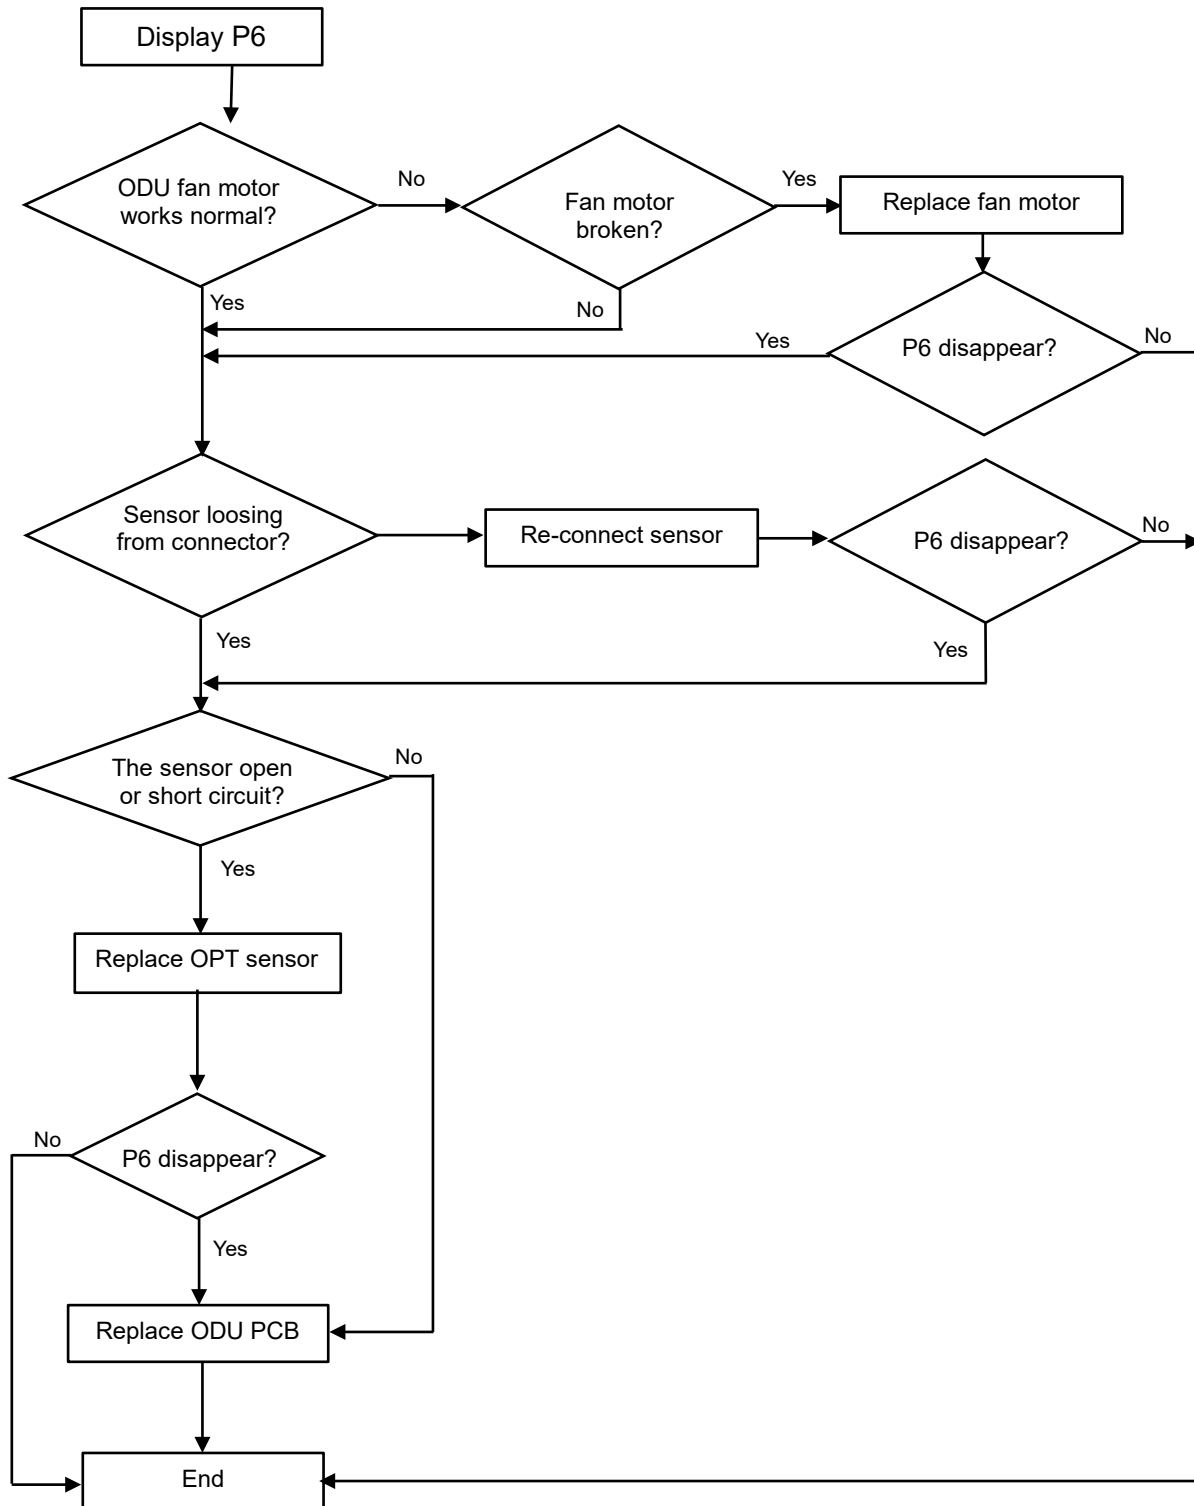 Display P6
ODU fan motor
works normal?
No
Fan motor
broken?
Yes
Replace fan motor
Yes
No
Yes
P6 disappear?
No
Sensor loosing
from connector?
Re-connect sensor
P6 disappear?
No
Yes
Yes
The sensor open
or short circuit?
No
Yes
Replace OPT sensor
No
P6 disappear?
Yes
Replace ODU PCB
End